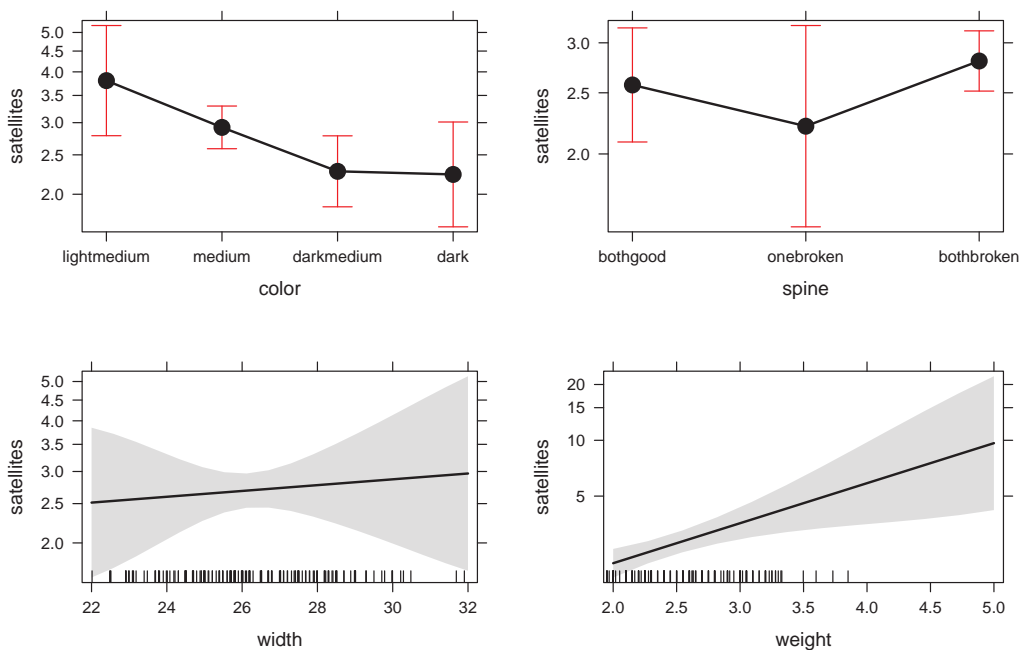 satellites
5.0
4.5
4.0
3.5
3.0
2.5
2.0
lightmedium medium darkmedium dark
color
satellites
3.0
2.5
2.0
bothgood onebroken bothbroken
spine
satellites
5.0
4.5
4.0
3.5
3.0
2.5
2.0
22 24 26 28 30 32
width
satellites
20
15
10
5
2.0 2.5 3.0 3.5 4.0 4.5 5.0
weight